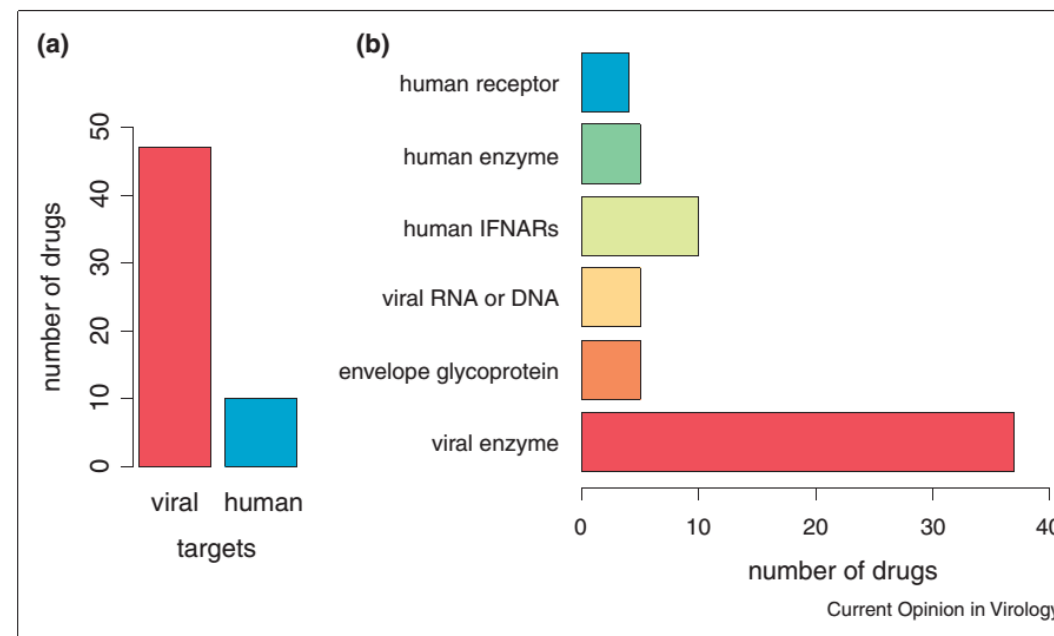 (a)
number of drugs
0
10
20
30
40
50
viral human
targets
(b)
human receptor
human enzyme
human IFNARs
viral RNA or DNA
envelope glycoprotein
viral enzyme
0 10 20 30 40
number of drugs
Current Opinion in Virology